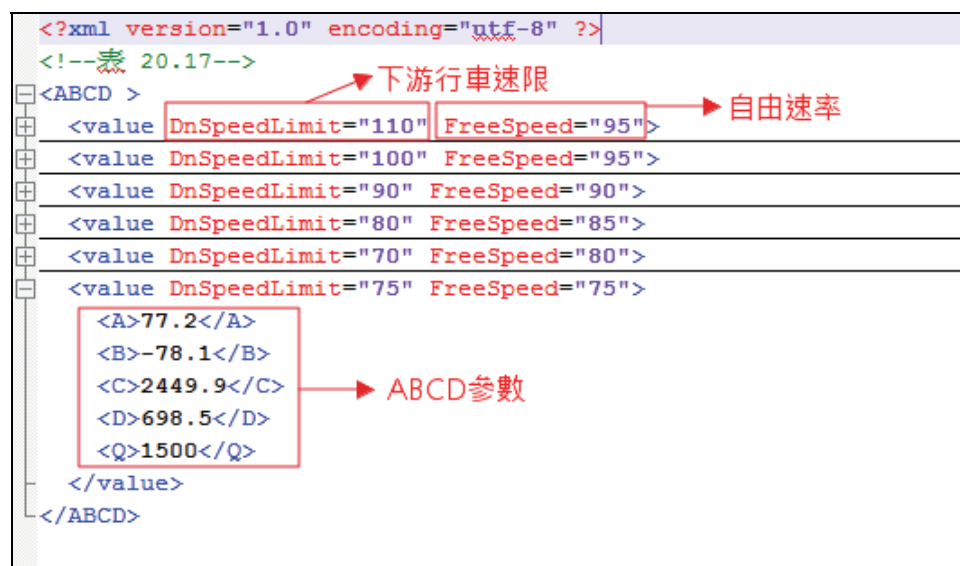 <?xml version="1.0" encoding="utf-8" ?>
<!--表 20.17-->
下游行車速限
<ABCD >
自由速率
<value DnSpeedLimit="110" FreeSpeed="95">
<value DnSpeedLimit="100" FreeSpeed="95">
<value DnSpeedLimit="90" FreeSpeed="90">
<value DnSpeedLimit="80" FreeSpeed="85">
<value DnSpeedLimit="70" FreeSpeed="80">
<value DnSpeedLimit="75" FreeSpeed="75">
<A>77.2</A>
<B>-78.1</B>
<C>2449.9</C>
ABCD參數
<D>698.5</D>
<Q>1500</Q>
</value>
</ABCD>